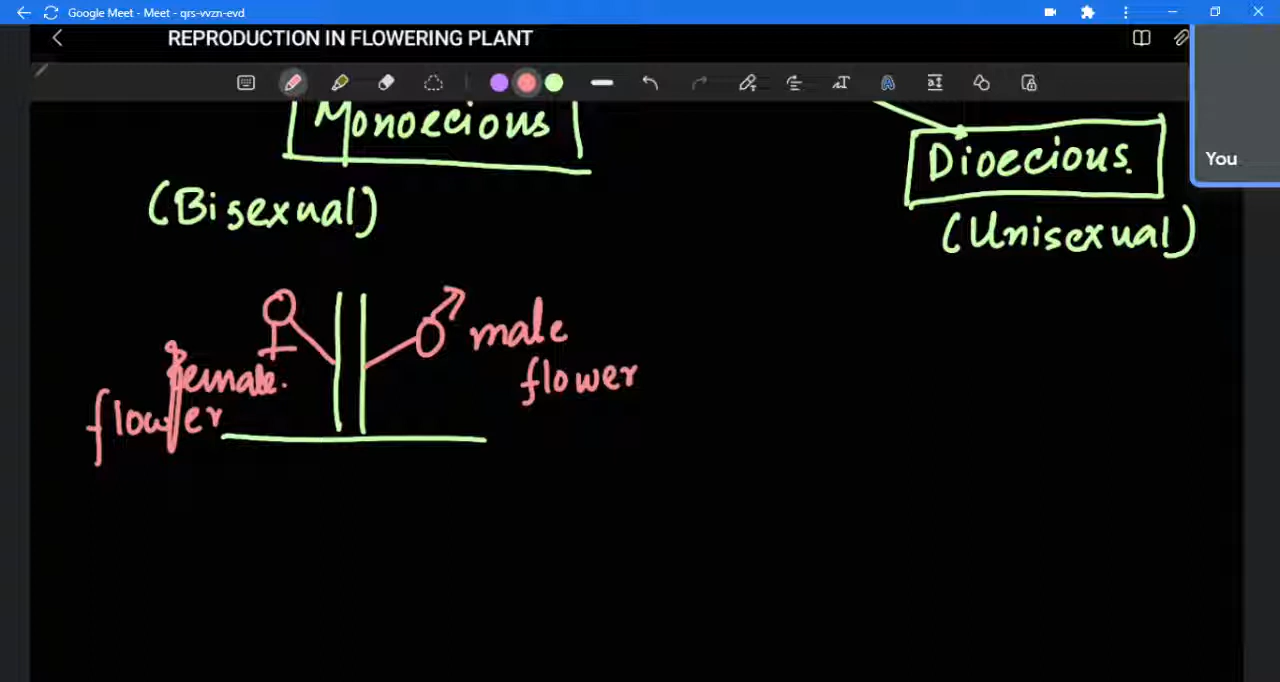 Google Meet - Meet - qrs-vvzn-evd
REPRODUCTION IN FLOWERING PLANT
Monoecious
Dioecious.
You
(Bisexual)
(Unisexual)
male
flower
female.
flower